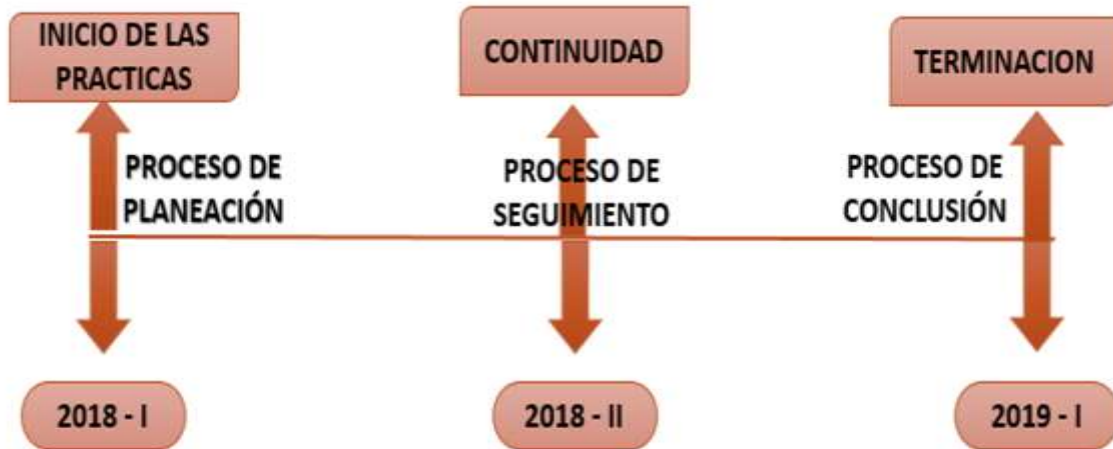 INICIO DE LAS
PRACTICAS
CONTINUIDAD
TERMINACION
PROCESO DE
PLANEACIÓN
PROCESO DE
SEGUIMIENTO
PROCESO DE
CONCLUSIÓN
2018 - I
2018 - II
2019 - I